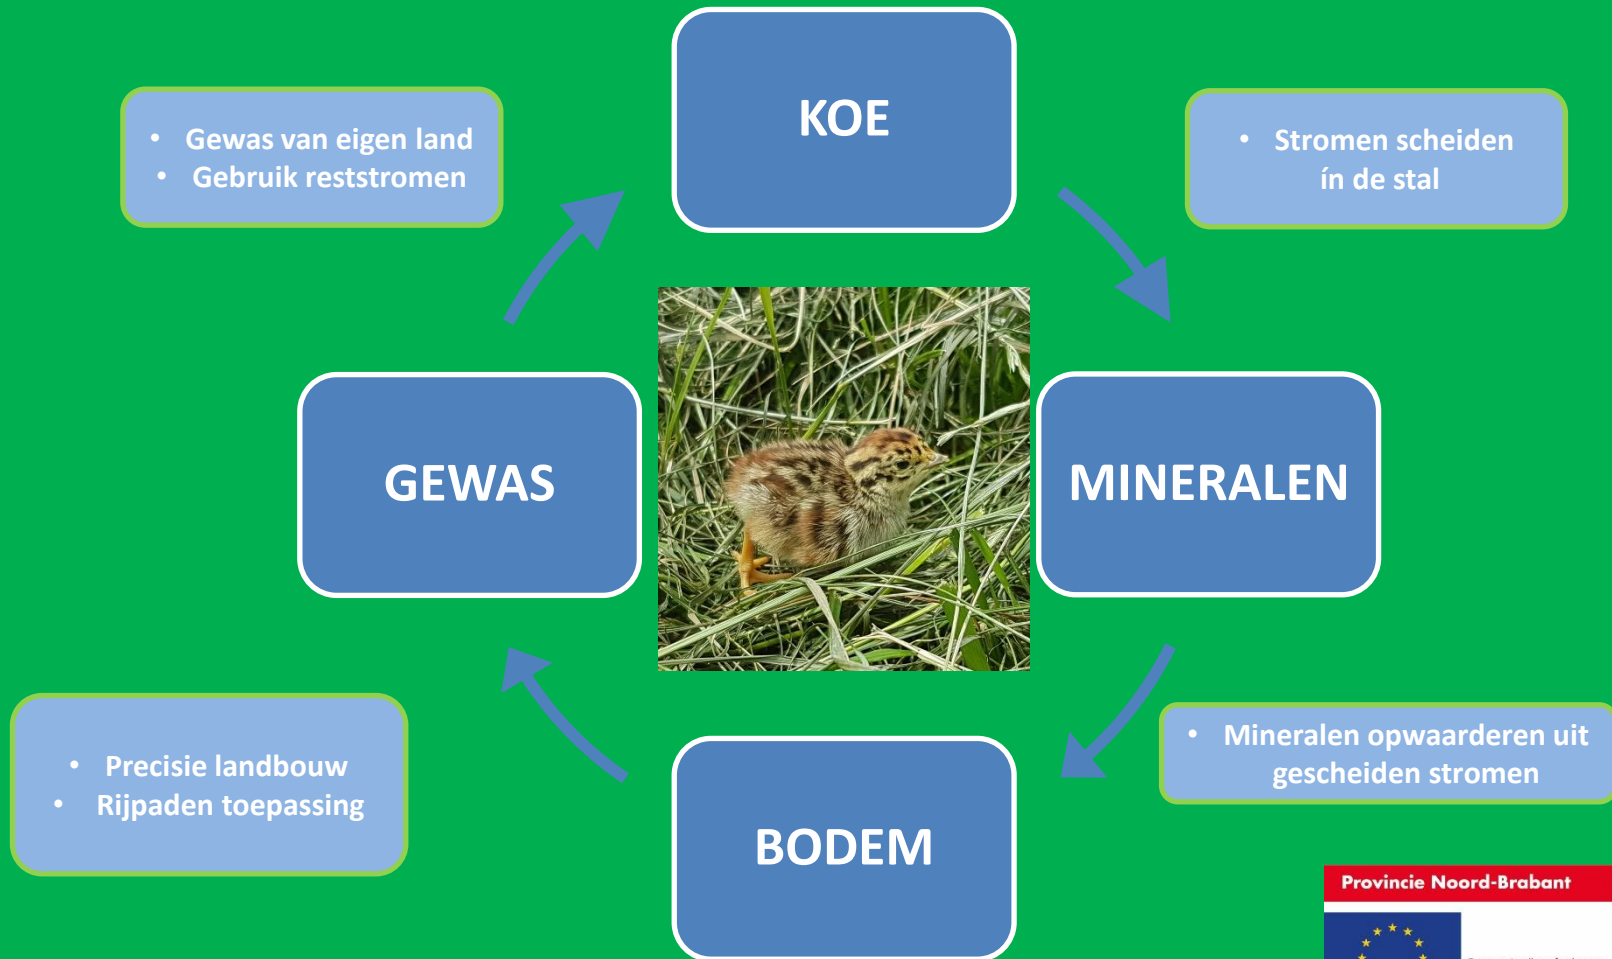 KOE
• Gewas van eigen land
• Gebruik reststromen
• Stromen scheiden
ín de stal
GEWAS
MINERALEN
• Precisie landbouw
• Rijpaden toepassing
• Mineralen opwaarderen uit
gescheiden stromen
BODEM
Provincie Noord-Brabant